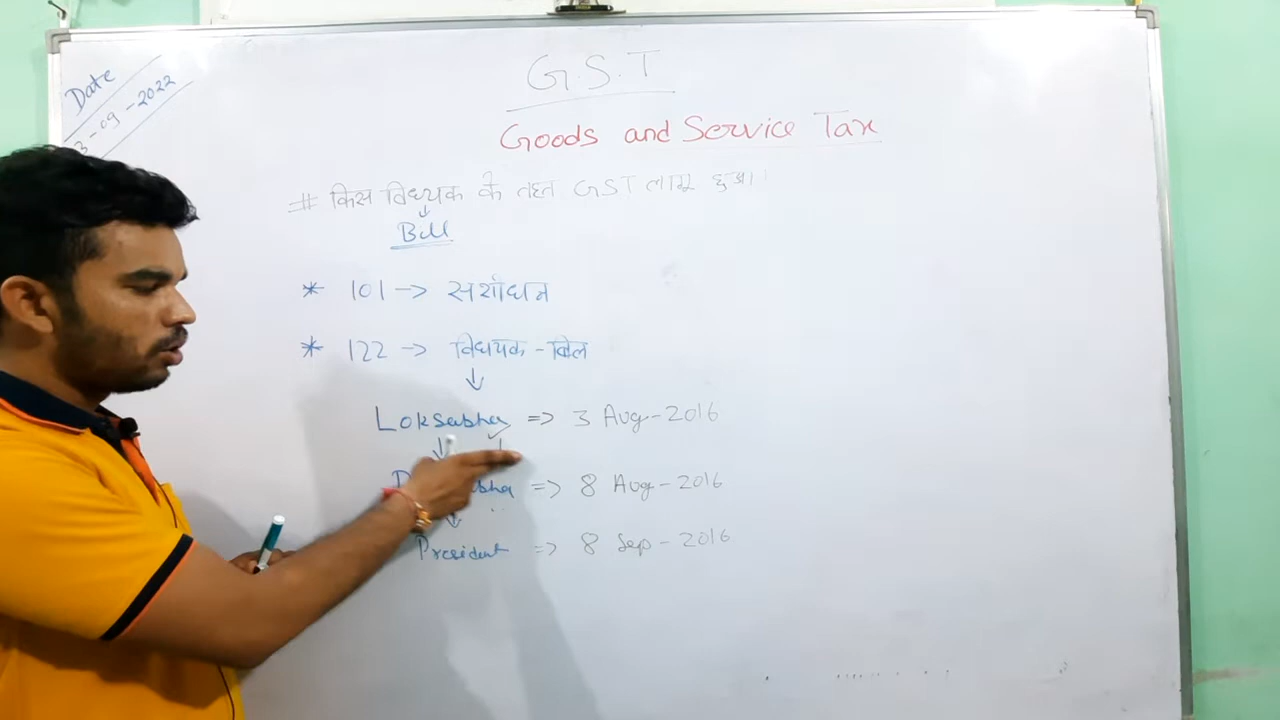 Date
-09-2022
G.S.T
Goods and Service Tax
# किस विधयक के तहत GST लागू हुआ।
↓
Bill
* 101 -> सशोधन
* 122 -> विधयक - बिल
↓
Loksabha => 3 Aug-2016
=> 8 Aug-2016
President => 8 Sep-2016